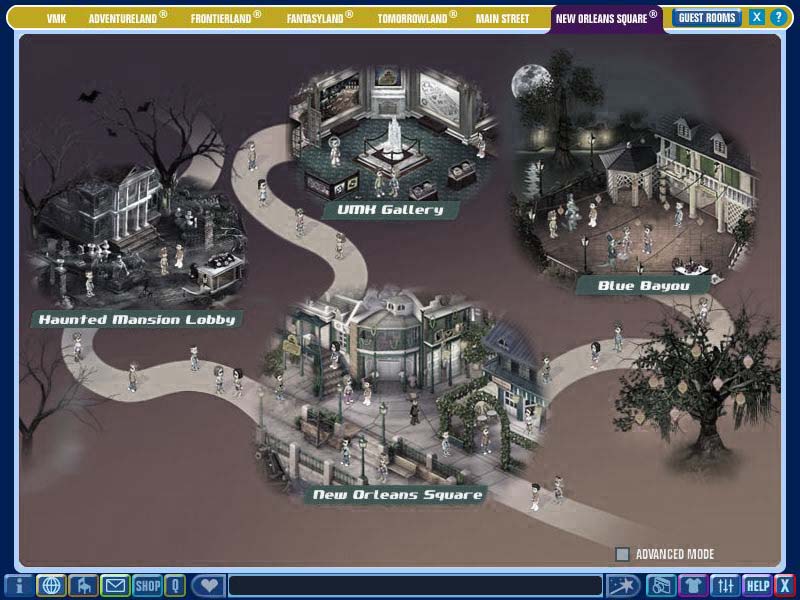 VMK ADVENTURELAND® FRONTIERLAND® FANTASYLAND® TOMORROWLAND® MAIN STREET NEW ORLEANS SQUARE® GUEST ROOMS X ?
VMK Gallery
Blue Bayou
Haunted Mansion Lobby
New Orleans Square
ADVANCED MODE
i SHOP Q HELP X